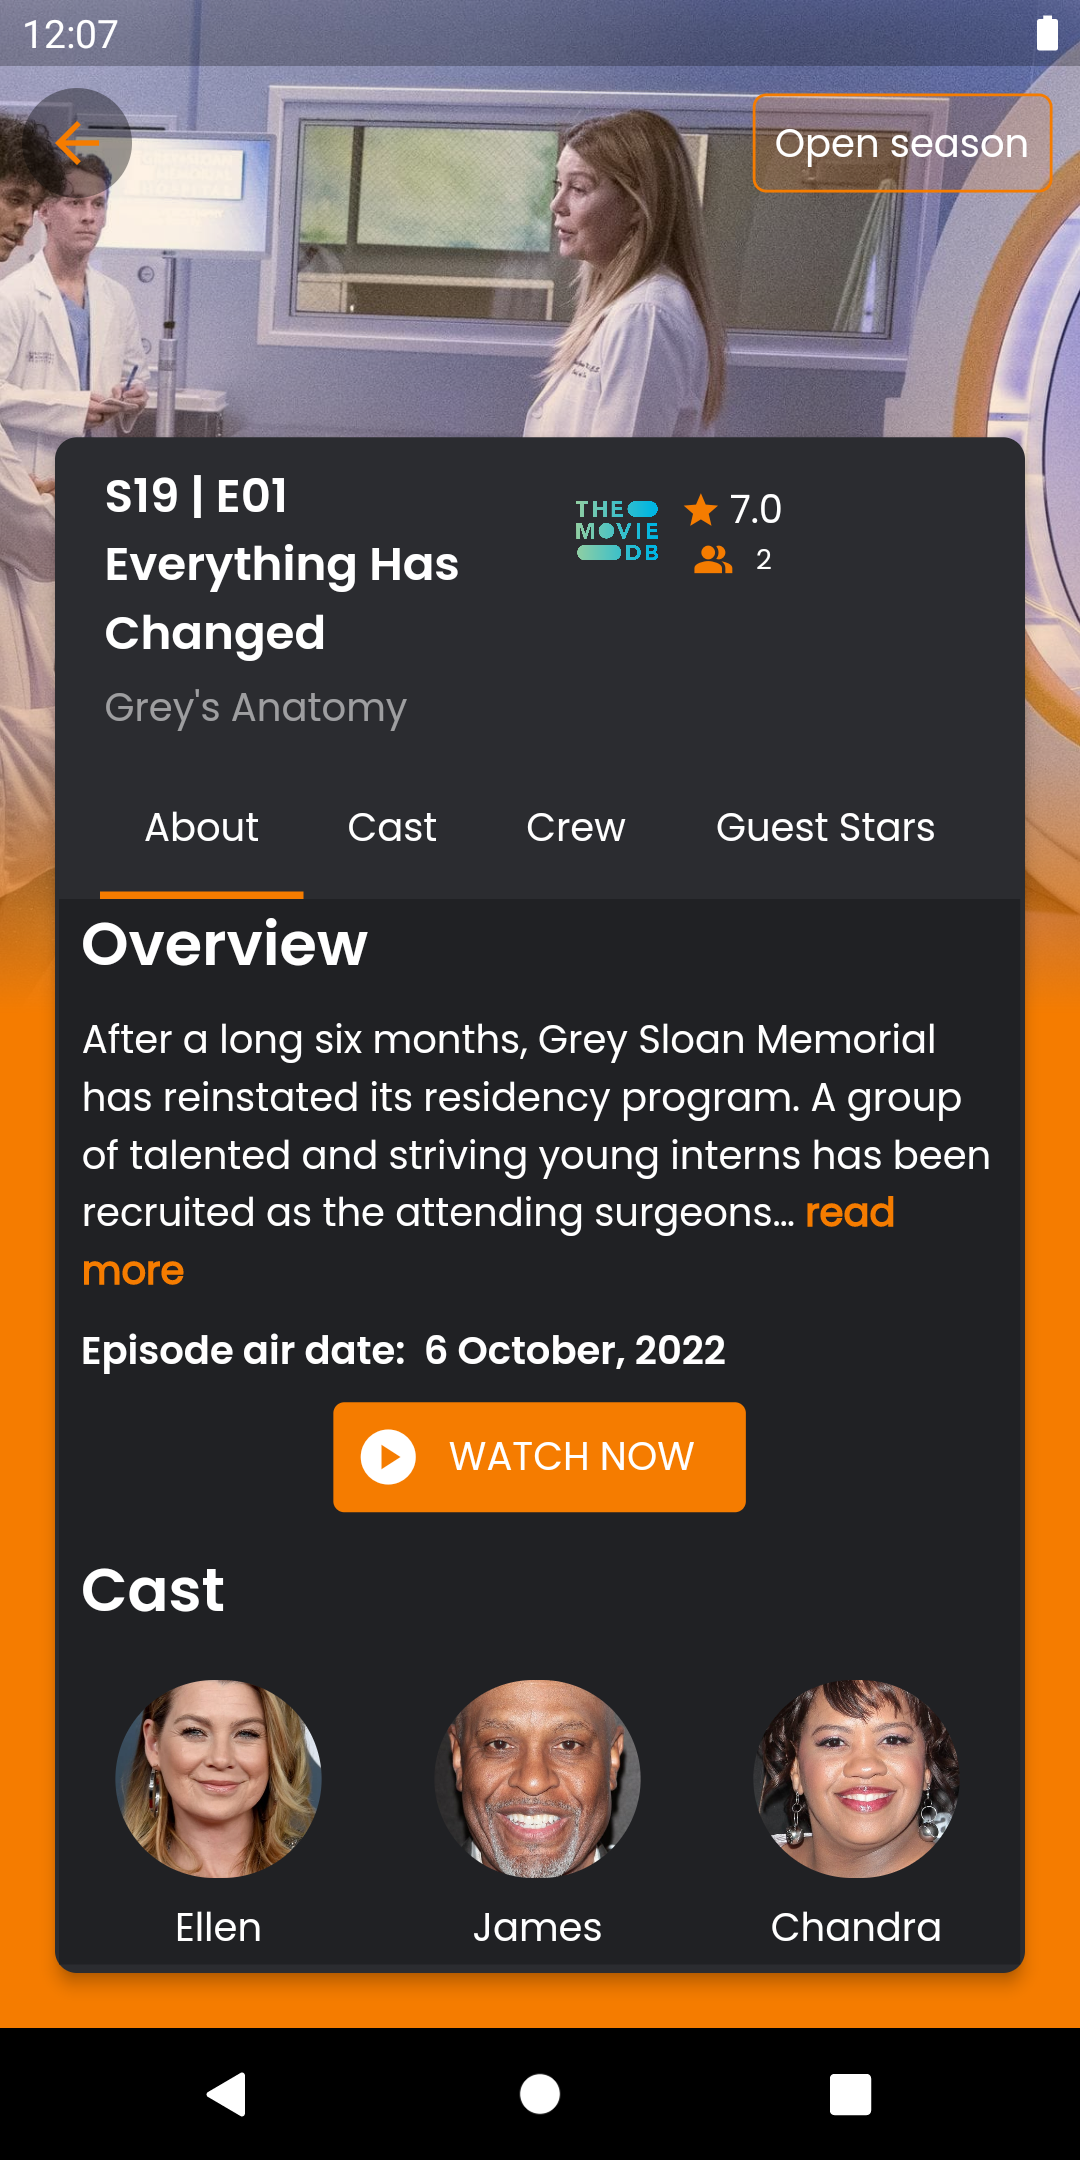 12:07
Open season
S19 | E01
Everything Has
Changed
Grey's Anatomy
THE
MOVIE
DB
7.0
2
About Cast Crew Guest Stars
Overview
After a long six months, Grey Sloan Memorial
has reinstated its residency program. A group
of talented and striving young interns has been
recruited as the attending surgeons... read
more
Episode air date: 6 October, 2022
WATCH NOW
Cast
Ellen James Chandra